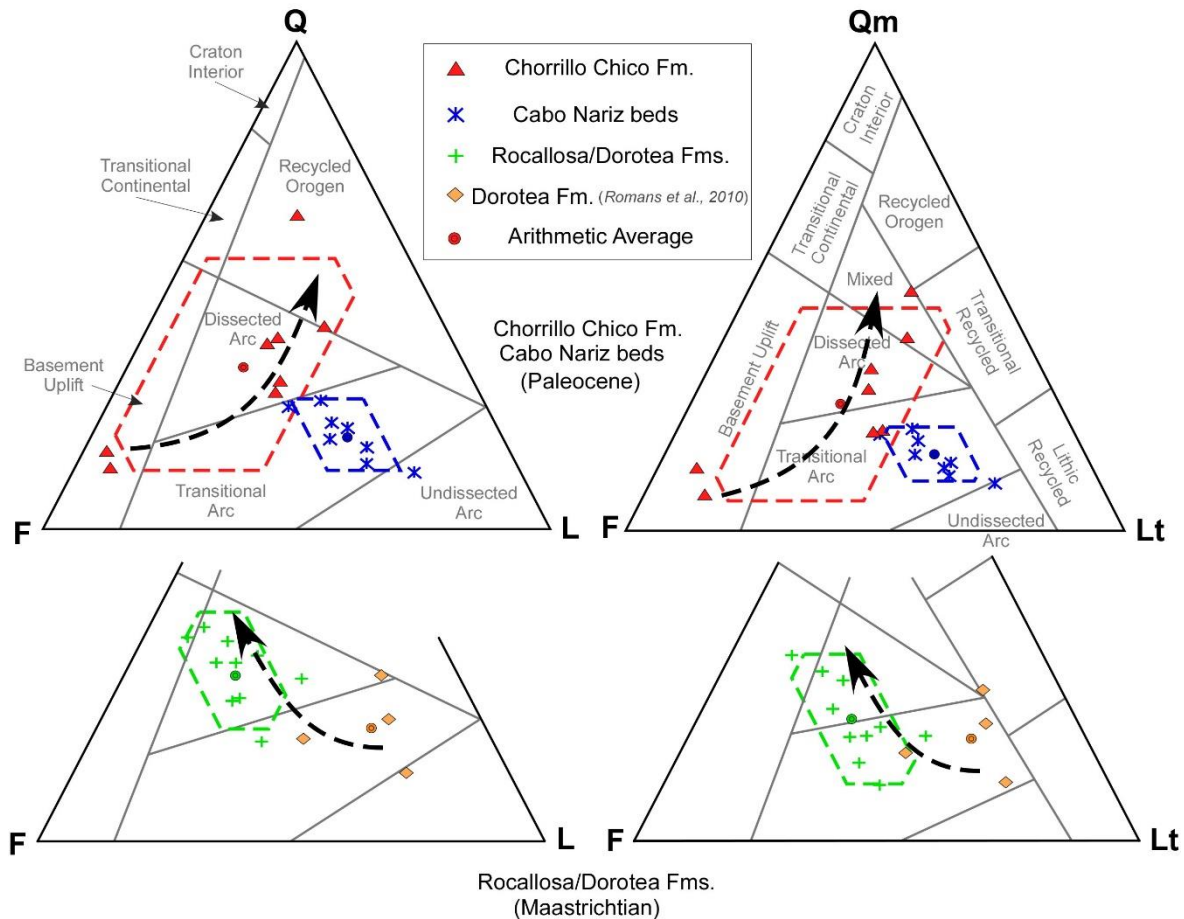 Q
Craton
Interior
Transitional
Continental
Recycled
Orogen
Dissected
Arc
Basement
Uplift
Transitional
Arc
Undissected
Arc
F
L
Chorrillo Chico Fm.
Cabo Nariz beds
Rocallosa/Dorotea Fms.
Dorotea Fm. (Romans et al., 2010)
Arithmetic Average
Chorrillo Chico Fm.
Cabo Nariz beds
(Paleocene)
Qm
Craton
Interior
Transitional
Continental
Recycled
Orogen
Mixed
Dissected
Arc
Basement Uplift
Transitional
Recycled
Transitional
Arc
Lithic
Recycled
Undissected
Arc
F
Lt
F
L
F
Lt
Rocallosa/Dorotea Fms.
(Maastrichtian)